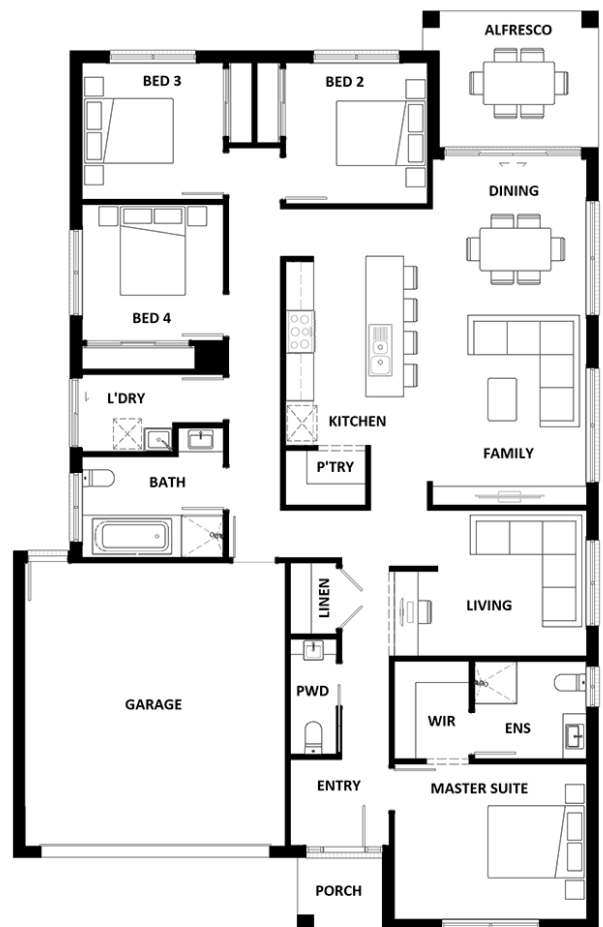 ALFRESCO
BED 3
BED 2
DINING
BED 4
L'DRY
KITCHEN
FAMILY
P'TRY
BATH
LINEN
LIVING
PWD
GARAGE
WIR
ENS
ENTRY
MASTER SUITE
PORCH